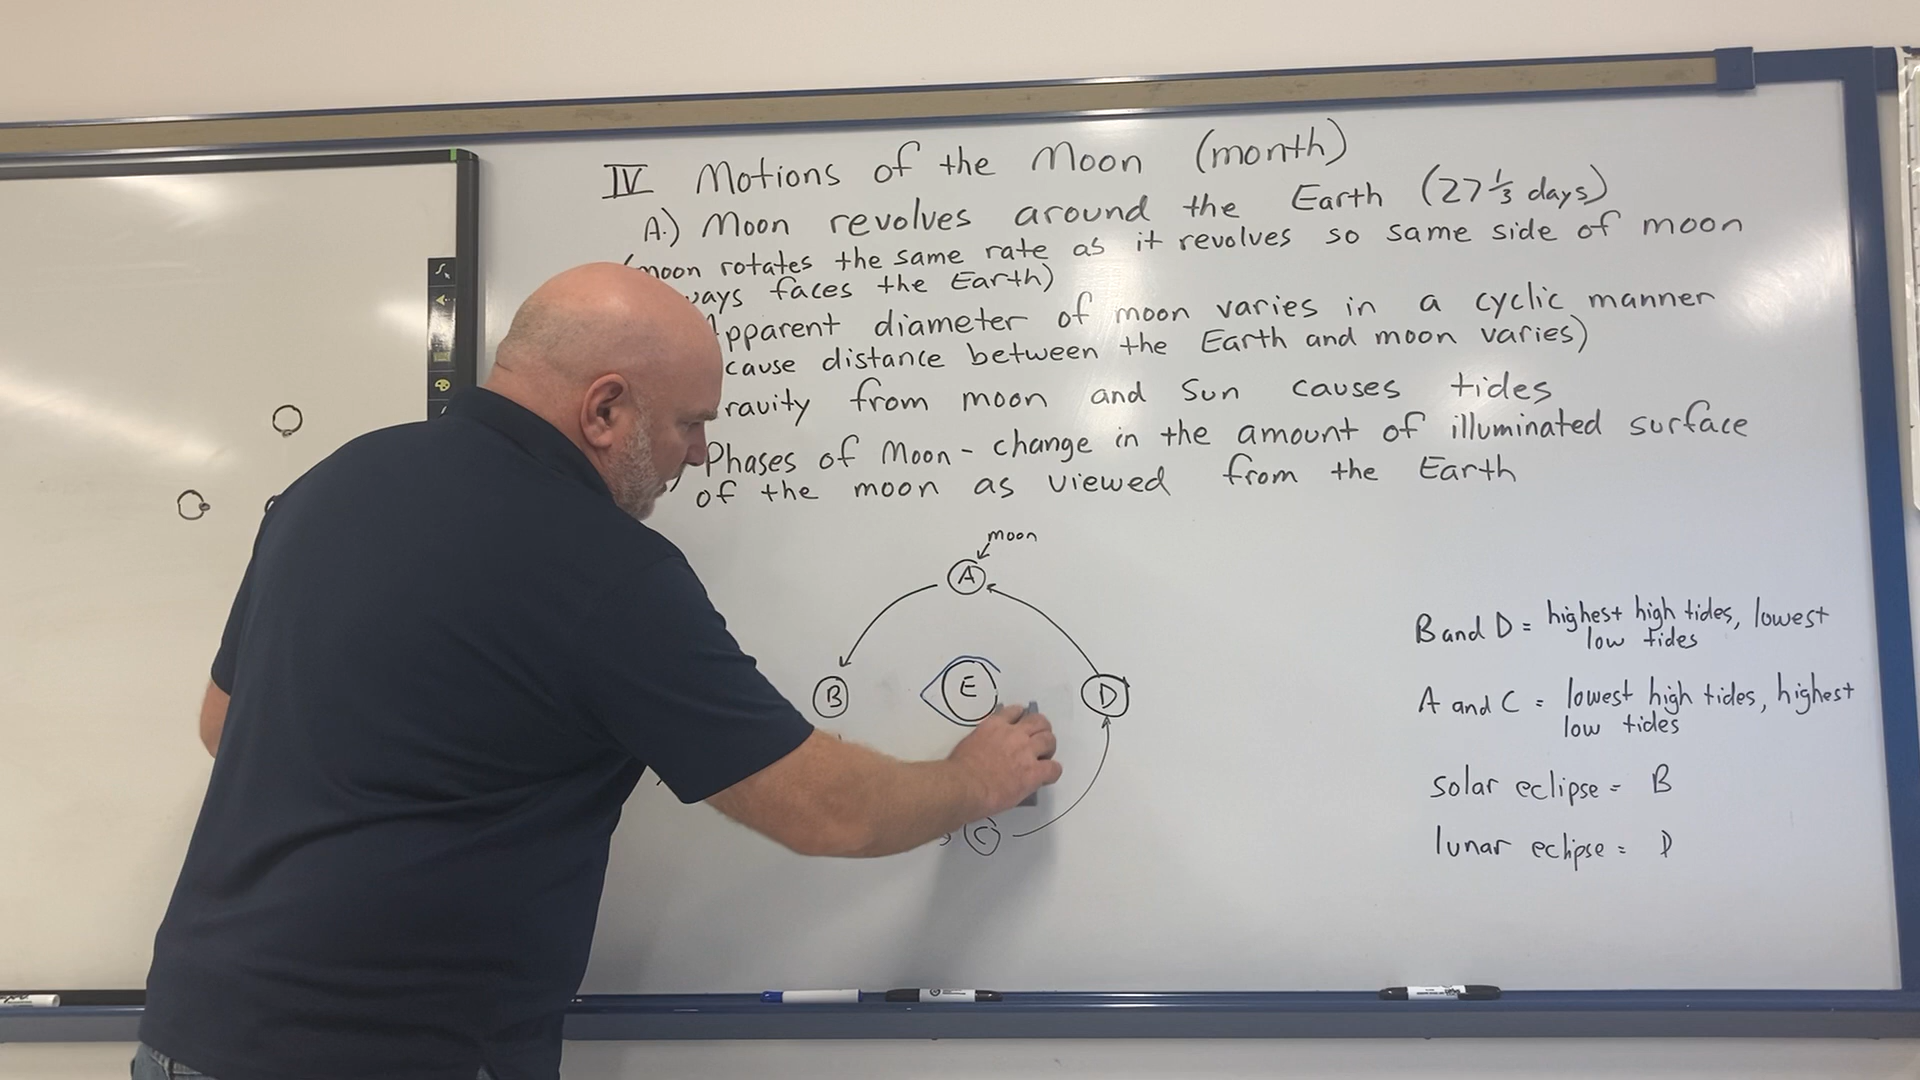 IV Motions of the Moon (month)
A.) Moon revolves around the Earth (27 1/3 days)
(moon rotates the same rate as it revolves so same side of moon
ways faces the Earth)
Apparent diameter of moon varies in a cyclic manner
cause distance between the Earth and moon varies)
ravity from moon and Sun causes tides
Phases of Moon - change in the amount of illuminated surface
of the moon as viewed from the Earth
moon
A
B
E
D
C
B and D = highest high tides, lowest
low tides
A and C = lowest high tides, highest
low tides
solar eclipse = B
lunar eclipse = D